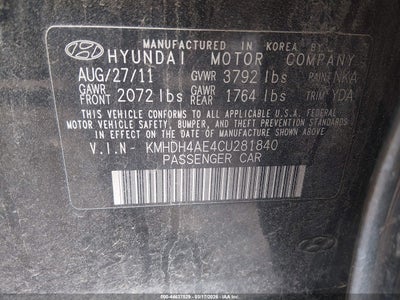 MANUFACTURED IN KOREA BY
HYUNDAI MOTOR COMPANY
AUG/27/11 GVWR 3792 lbs PAINT NKA
GAWR FRONT 2072 lbs GAWR REAR 1764 lbs TRIM YDA
THIS VEHICLE CONFORMS TO ALL APPLICABLE U.S.A. FEDERAL
MOTOR VEHICLE SAFETY, BUMPER, AND THEFT PREVENTION STANDARDS
IN EFFECT ON THE DATE OF MANUFACTURE SHOWN ABOVE.
V.I.N- KMHDH4AE4CU281840
PASSENGER CAR